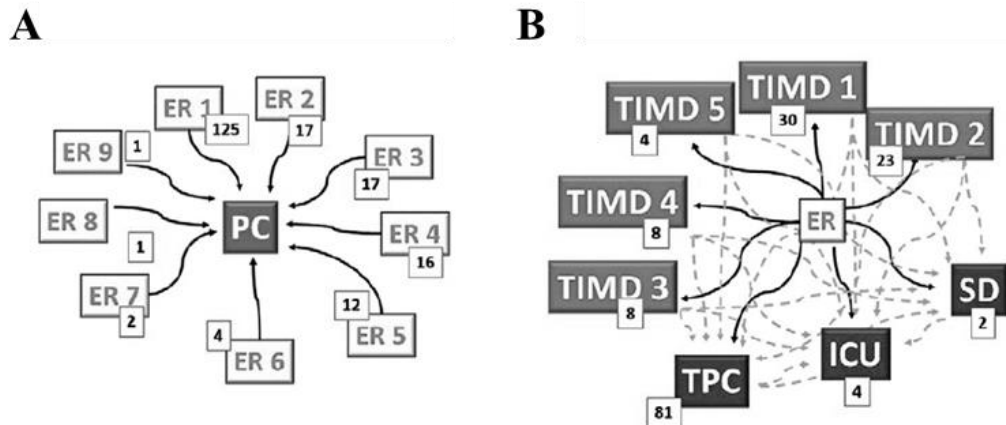 A
ER 1
125
ER 2
17
ER 3
17
ER 4
16
ER 5
12
ER 6
4
ER 7
2
ER 8
1
ER 9
1
PC
B
TIMD 1
30
TIMD 2
23
TIMD 5
4
TIMD 4
8
TIMD 3
8
ER
SD
2
ICU
4
TPC
81